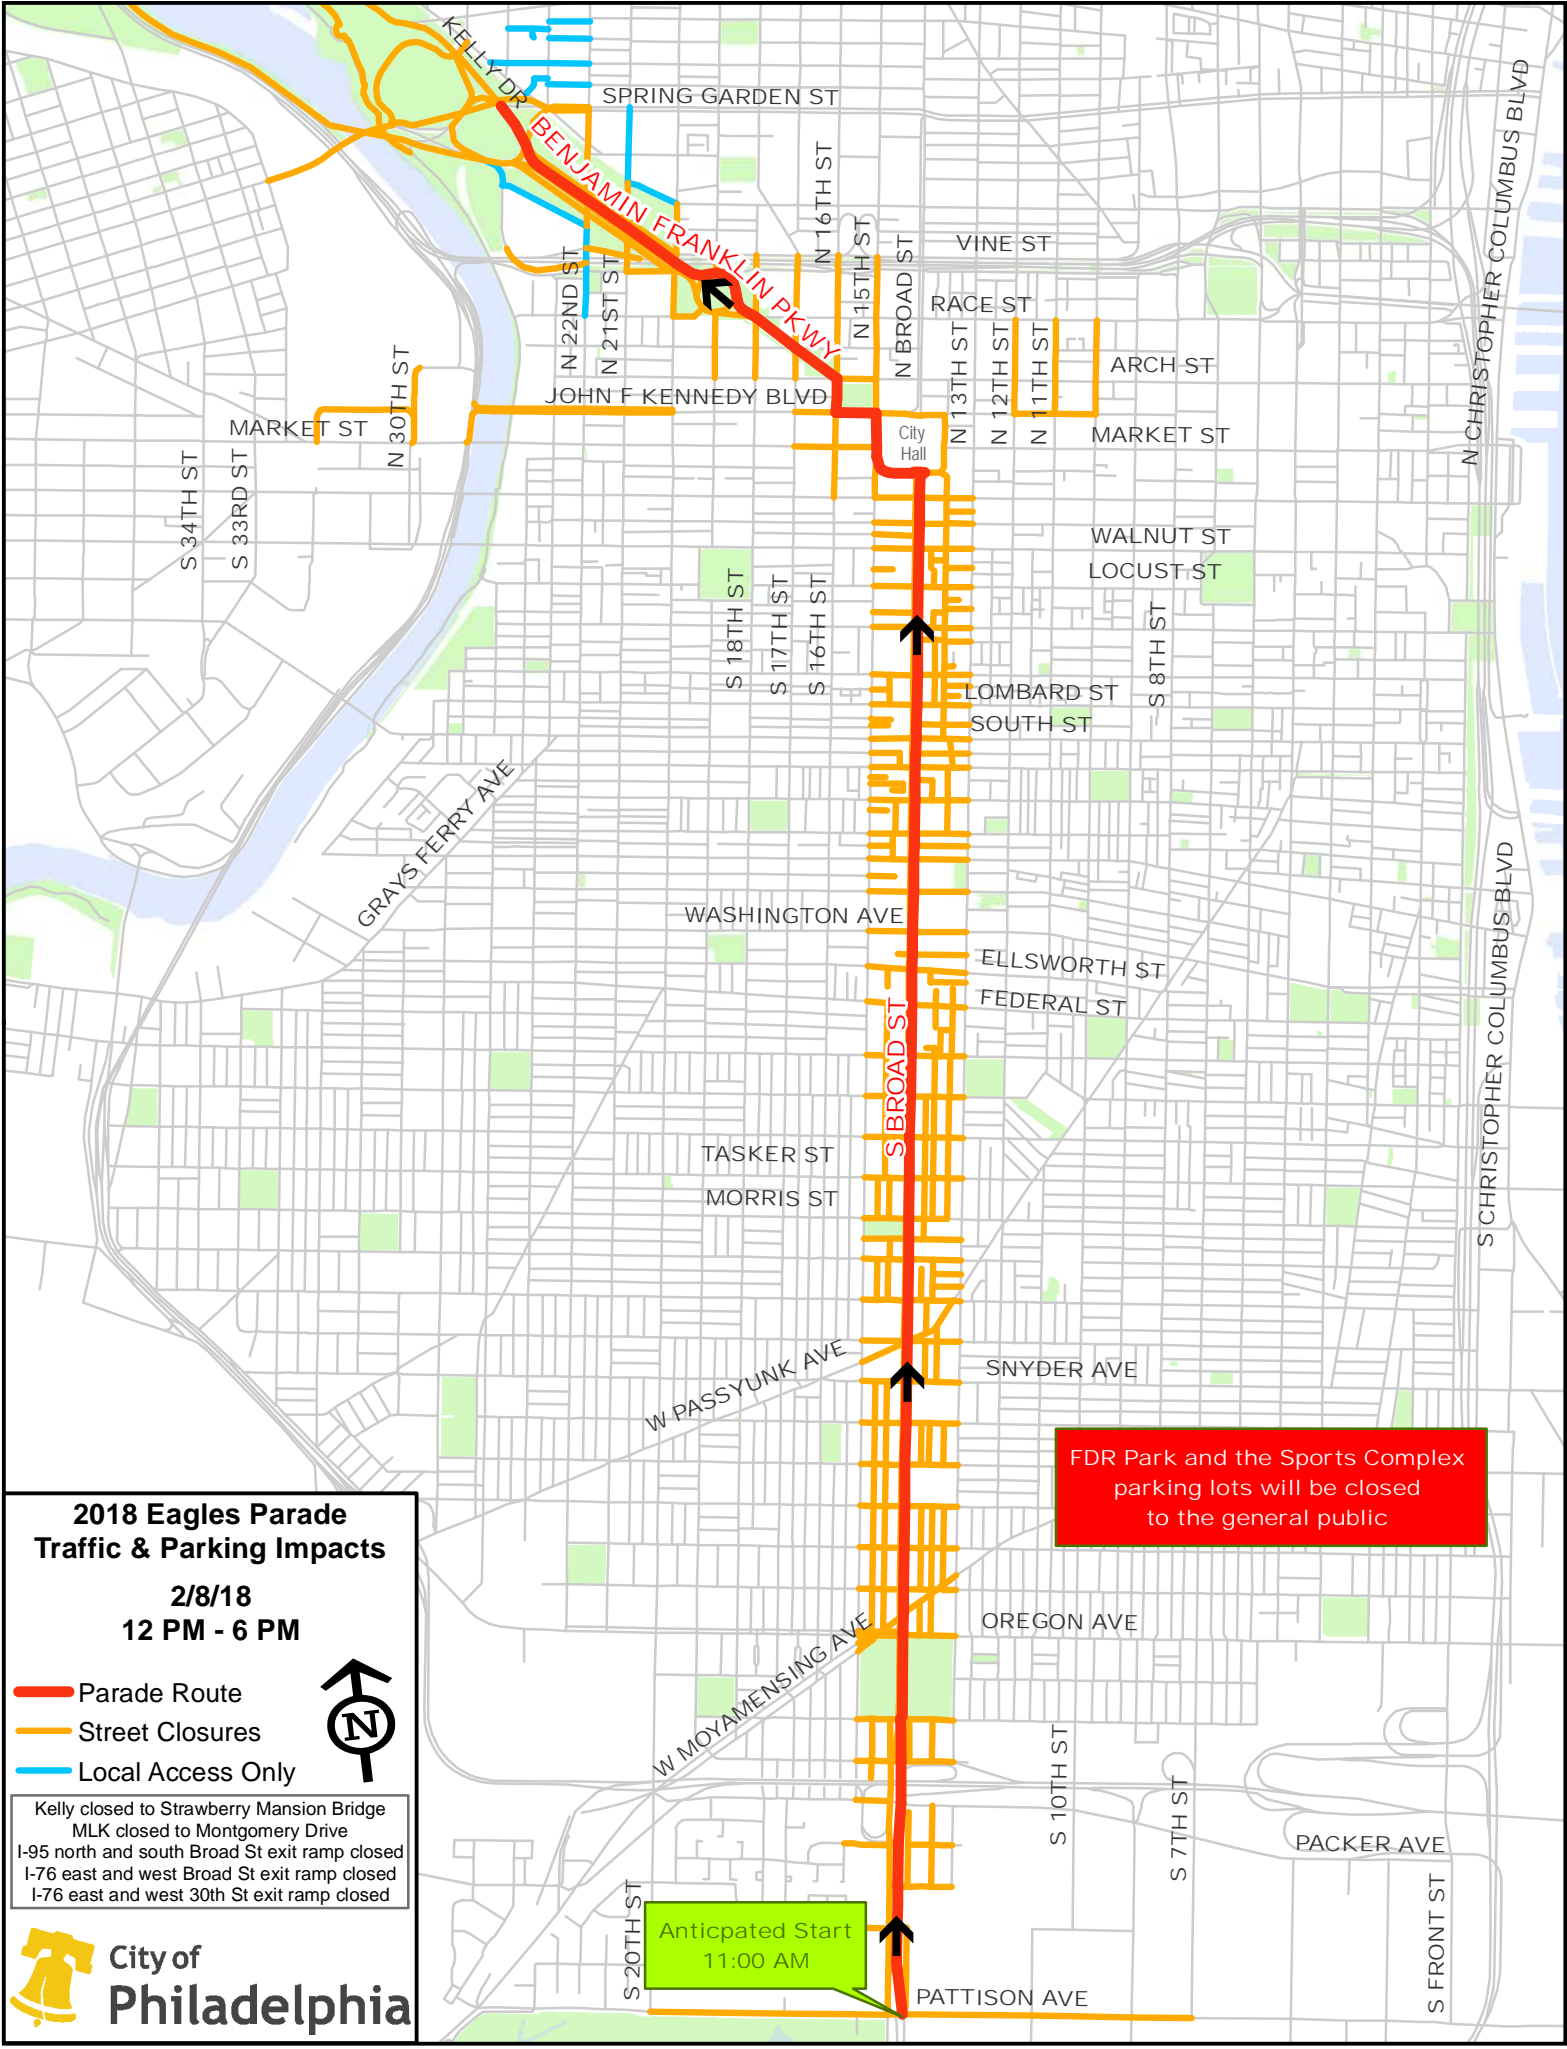 KELLY DR
SPRING GARDEN ST
BENJAMIN FRANKLIN PKWY
N 16TH ST
N 15TH ST
N BROAD ST
VINE ST
N 22ND ST
N 21ST ST
RACE ST
N 13TH ST
N 12TH ST
N 11TH ST
ARCH ST
N CHRISTOPHER COLUMBUS BLVD
N CHRISTOPHER COLUMBUS BLVD
JOHN F KENNEDY BLVD
N 30TH ST
MARKET ST
City
Hall
MARKET ST
S 34TH ST
S 33RD ST
WALNUT ST
LOCUST ST
S 18TH ST
S 17TH ST
S 16TH ST
S 8TH ST
LOMBARD ST
SOUTH ST
GRAYS FERRY AVE
WASHINGTON AVE
ELLSWORTH ST
FEDERAL ST
S BROAD ST
S CHRISTOPHER COLUMBUS BLVD
TASKER ST
MORRIS ST
W PASSYUNK AVE
SNYDER AVE
FDR Park and the Sports Complex
parking lots will be closed
to the general public
OREGON AVE
W MOYAMENSING AVE
S 10TH ST
S 7TH ST
PACKER AVE
S 20TH ST
S FRONT ST
Anticpated Start
11:00 AM
PATTISON AVE
2018 Eagles Parade
Traffic & Parking Impacts
2/8/18
12 PM - 6 PM
Parade Route
Street Closures
Local Access Only
N
Kelly closed to Strawberry Mansion Bridge
MLK closed to Montgomery Drive
I-95 north and south Broad St exit ramp closed
I-76 east and west Broad St exit ramp closed
I-76 east and west 30th St exit ramp closed
City of
Philadelphia